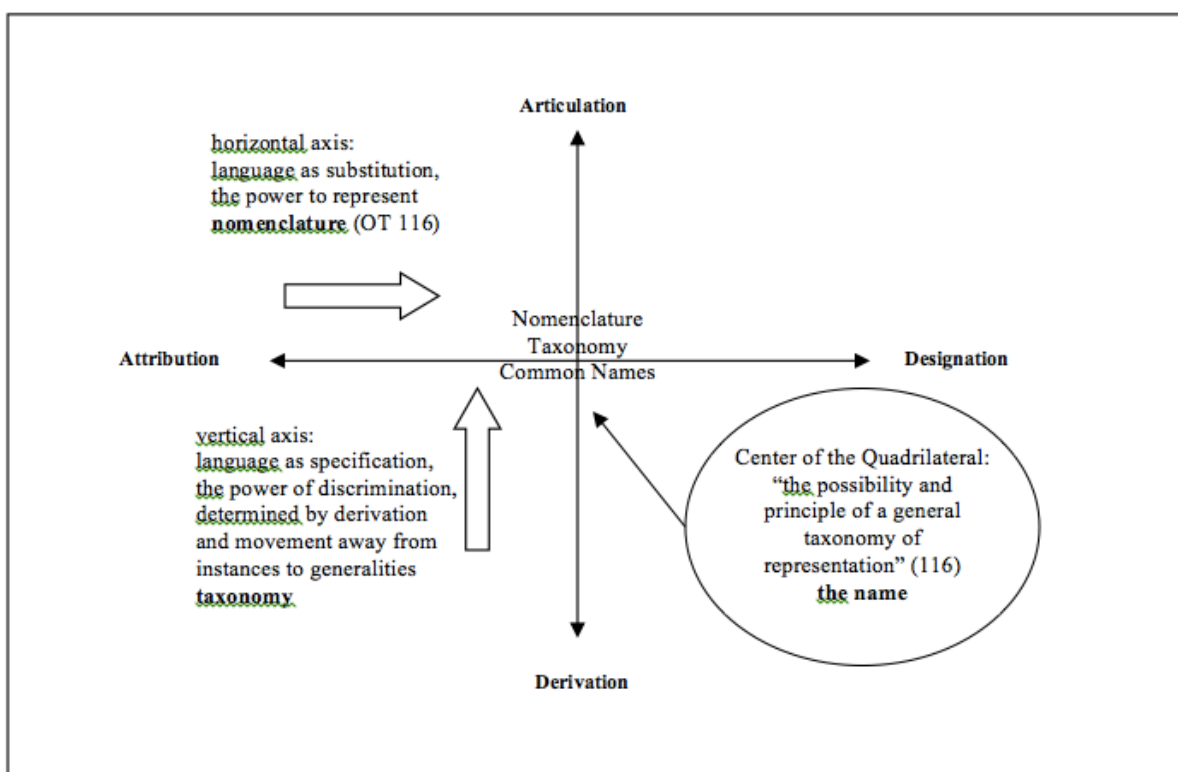 Articulation
horizontal axis:
language as substitution,
the power to represent
nomenclature (OT 116)
Nomenclature
Taxonomy
Common Names
Attribution
Designation
vertical axis:
language as specification,
the power of discrimination,
determined by derivation
and movement away from
instances to generalities
taxonomy
Center of the Quadrilateral:
“the possibility and
principle of a general
taxonomy of
representation” (116)
the name
Derivation